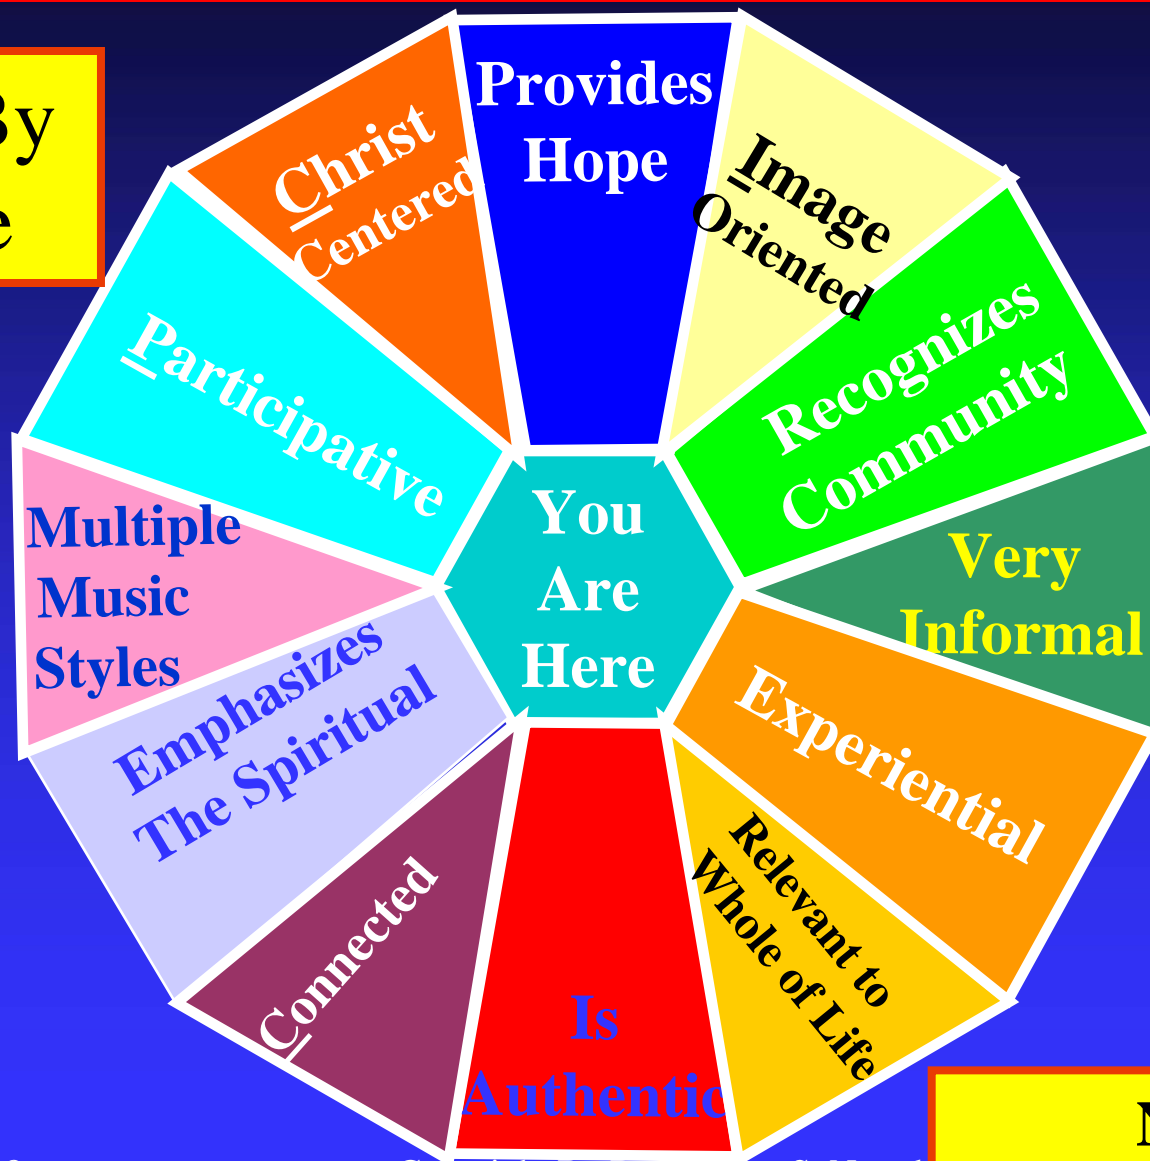 By
Provides
Hope
Image
Oriented
Recognizes
Community
Very
Informal
Experiential
Relevant to
Whole of Life
Is
Authentic
Connected
Emphasizes
The Spiritual
Multiple
Music
Styles
Participative
Christ
Centered
You
Are
Here